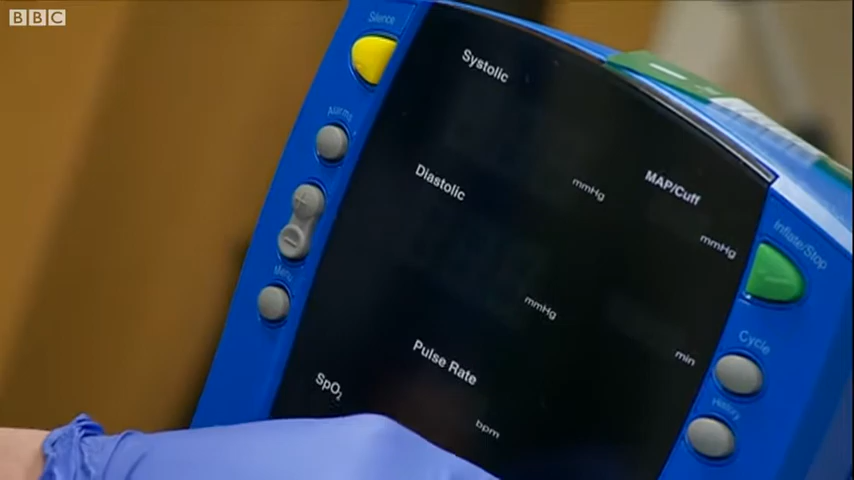 BBC
Silence
Systolic
Alarms
mmHg
MAP/Cuff
Diastolic
mmHg
Inflate/Stop
Menu
mmHg
Cycle
Pulse Rate
min
SpO₂
History
bpm